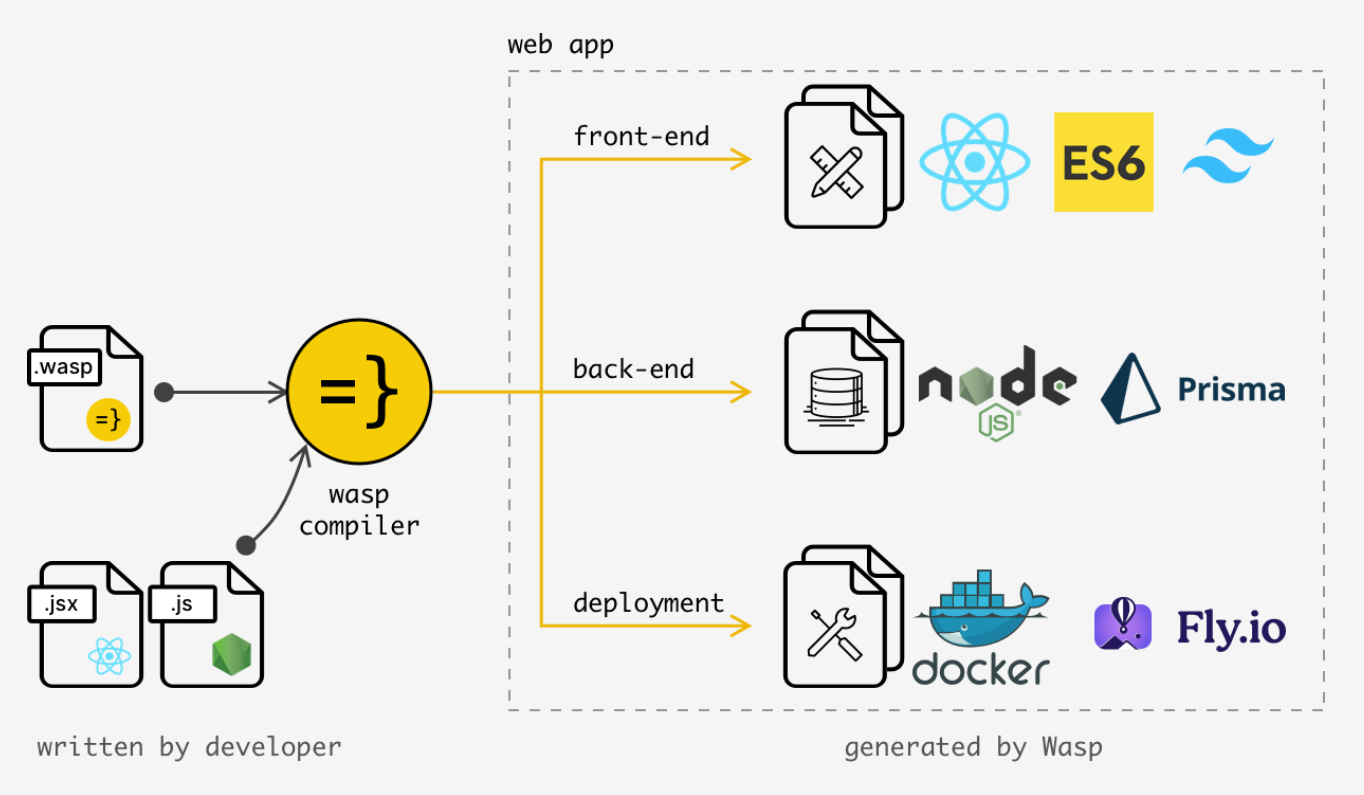 web app
front-end
ES6
.wasp
=}
=}
back-end
node
JS
Prisma
wasp
compiler
.jsx
.js
deployment
docker
Fly.io
written by developer
generated by Wasp